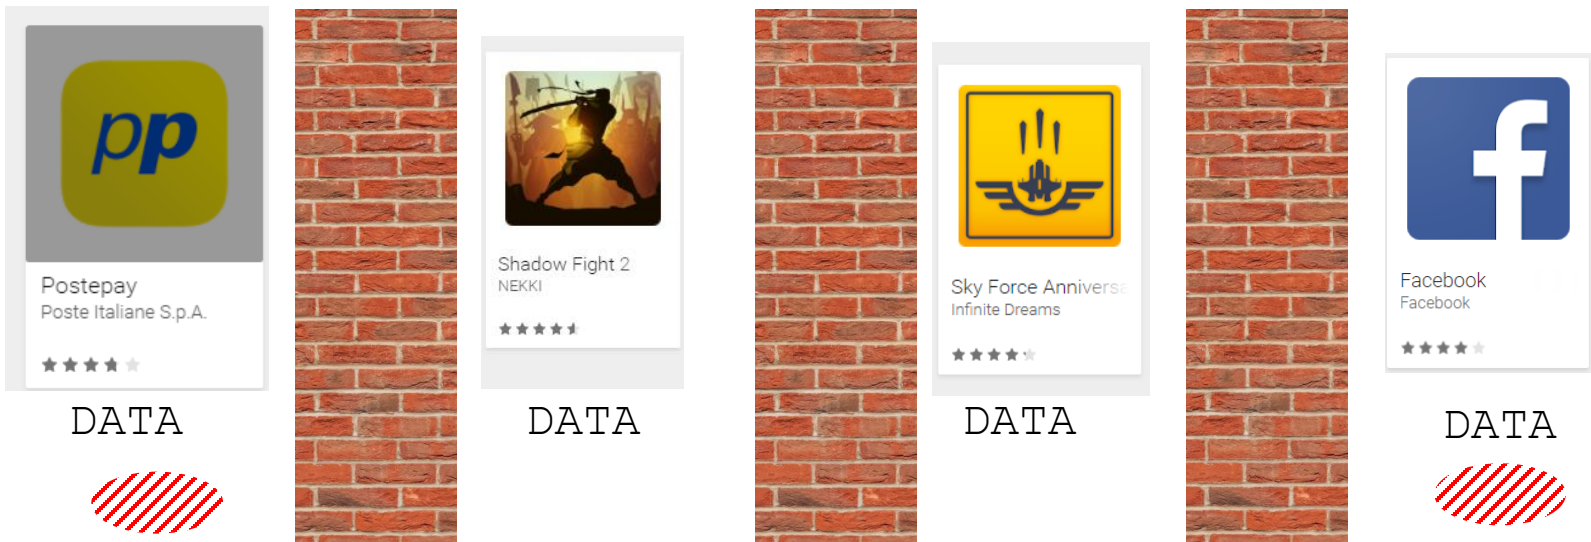 pp
Postepay
Poste Italiane S.p.A.
DATA
Shadow Fight 2
NEKKI
DATA
Sky Force Annivers
Infinite Dreams
DATA
f
Facebook
Facebook
DATA